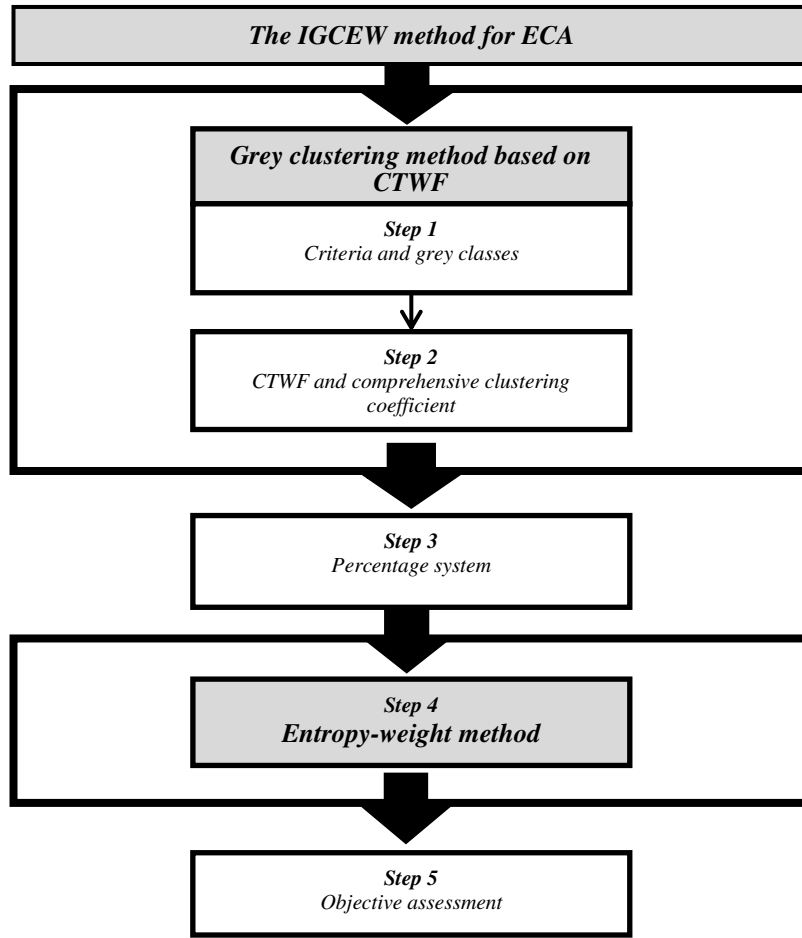 The IGCEW method for ECA
Grey clustering method based on
CTWF
Step 1
Criteria and grey classes
Step 2
CTWF and comprehensive clustering
coefficient
Step 3
Percentage system
Step 4
Entropy-weight method
Step 5
Objective assessment